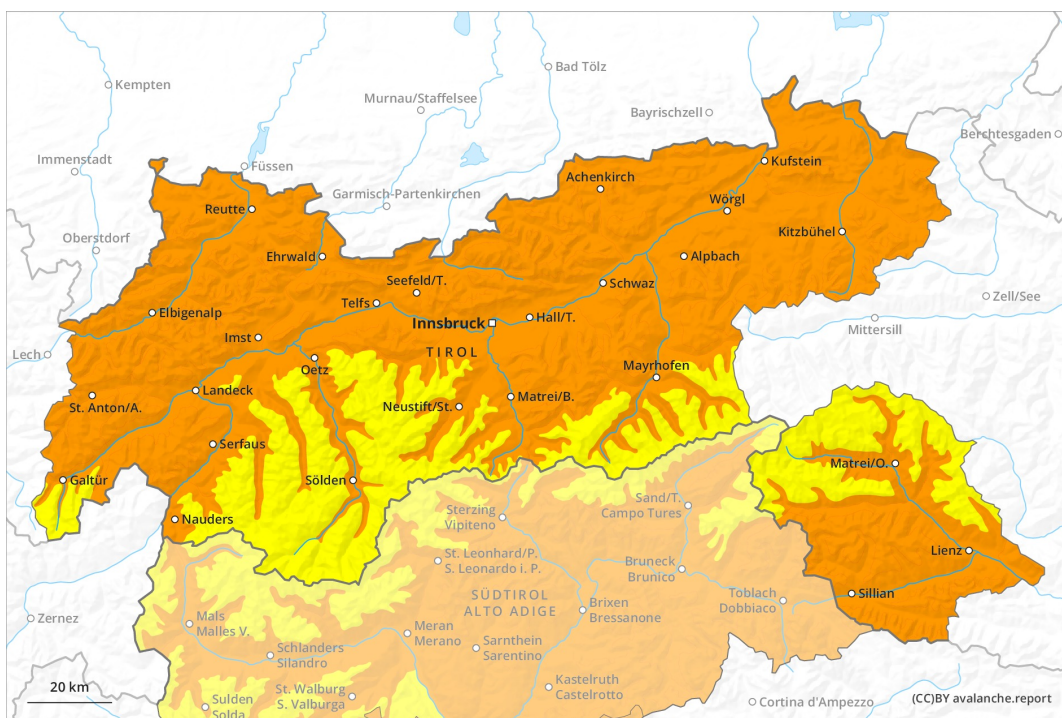 Bad Tölz
Kempten
Murnau/Staffelsee
Bayrischzell
Berchtesgaden
Immenstadt
Füssen
Kufstein
Achenkirch
Garmisch-Partenkirchen
Wörgl
Reutte
Oberstdorf
Kitzbühel
Ehrwald
Alpbach
Seefeld/T.
Schwaz
Telfs
Zell/See
Elbigenalp
Hall/T.
Innsbruck
Mittersill
Imst
Lech
TIROL
Oetz
Mayrhofen
Landeck
St. Anton/A.
Neustift/St.
Matrei/B.
Serfaus
Matrei/O.
Galtür
Sölden
Sand/T.
Campo Tures
Sterzing
Vipiteno
Nauders
Lienz
St. Leonhard/P.
S. Leonardo i. P.
Bruneck
Brunico
Sillian
SÜDTIROL
ALTO ADIGE
Toblach
Dobbiaco
Brixen
Bressanone
Zernez
Mals
Malles V.
Meran
Merano
Sarnthein
Sarentino
Schlanders
Silandro
20 km
Kastelruth
Castelrotto
St. Walburg
S. Valburga
Sulden
Solda
Cortina d'Ampezzo
(CC)BY avalanche.report